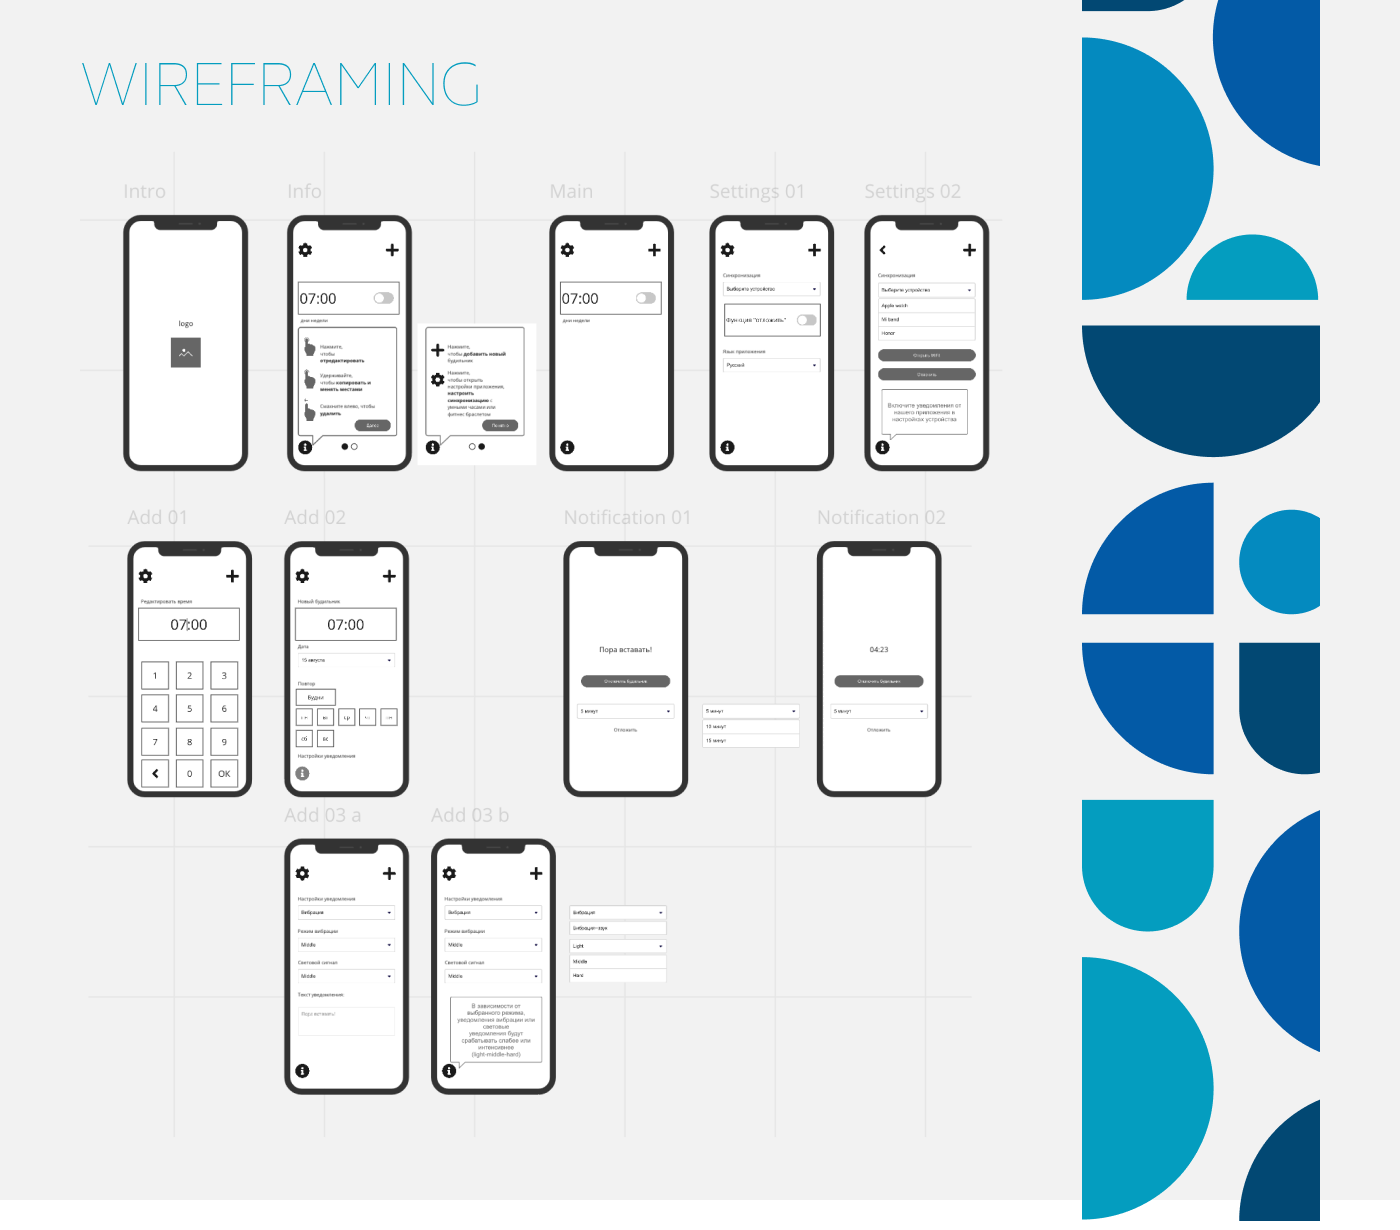 WIREFRAMING
Intro
Info
Main
Settings 01
Settings 02
logo
07:00
дни недели
Нажмите,
чтобы
отредактировать
Удерживайте,
чтобы копировать и
менять местами
Смахните влево, чтобы
удалить
Далее
Нажмите,
чтобы добавить новый
будильник
Нажмите,
чтобы открыть
настройки приложения,
настроить
синхронизацию с
умными часами или
фитнес браслетом
Понятно
07:00
дни недели
Синхронизация
Выберите устройство
Функция "отложить"
Язык приложения
Русский
Синхронизация
Выберите устройство
Apple watch
Mi band
Honor
Отменить
Включите уведомления от
нашего приложения в
настройках устройства
Add 01
Add 02
Notification 01
Notification 02
Редактировать время
07:00
1 2 3
4 5 6
7 8 9
0 OK
Новый будильник
07:00
Дата
15 августа
Повтор
Будни
пн вт ср чт пн
сб вс
Настройки уведомления
Пора вставать!
Отключить будильник
5 минут
Отложить
5 минут
10 минут
15 минут
04:23
Отключить будильник
5 минут
Отложить
Add 03 a
Add 03 b
Настройки уведомления
Вибрация
Режим вибрации
Middle
Световой сигнал
Middle
Текст уведомления
Пора вставать!
Настройки уведомления
Вибрация
Режим вибрации
Middle
Световой сигнал
Middle
В зависимости от
выбранного режима,
уведомления вибрации или
световые
уведомления будут
срабатывать слабее или
интенсивнее
(light-middle-hard)
Вибрация
Вибрация+звук
Light
Middle
Hard